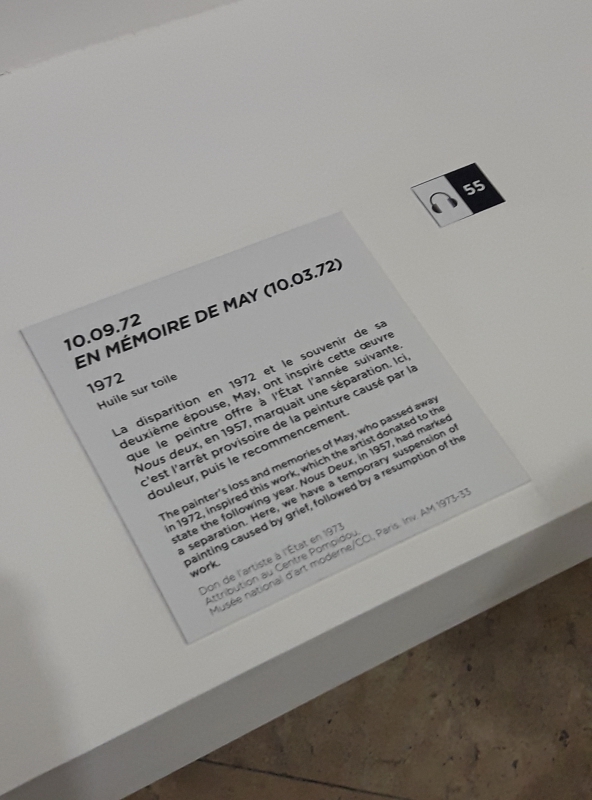 55
10.09.72
EN MÉMOIRE DE MAY (10.03.72)
1972
Huile sur toile
La disparition en 1972 et le souvenir de sa
deuxième épouse, May, ont inspiré cette œuvre
que le peintre offre à l'État l'année suivante.
Nous deux, en 1957, marquait une séparation. Ici,
c'est l'arrêt provisoire de la peinture causé par la
douleur, puis le recommencement.
The painter's loss and memories of May, who passed away
in 1972, inspired this work, which the artist donated to the
state the following year. Nous Deux, in 1957, had marked
a separation. Here, we have a temporary suspension of
painting caused by grief, followed by a resumption of the
work.
Don de l'artiste à l'État en 1973
Attribution au Centre Pompidou,
Musée national d'art moderne/CCI, Paris. Inv. AM 1973-33